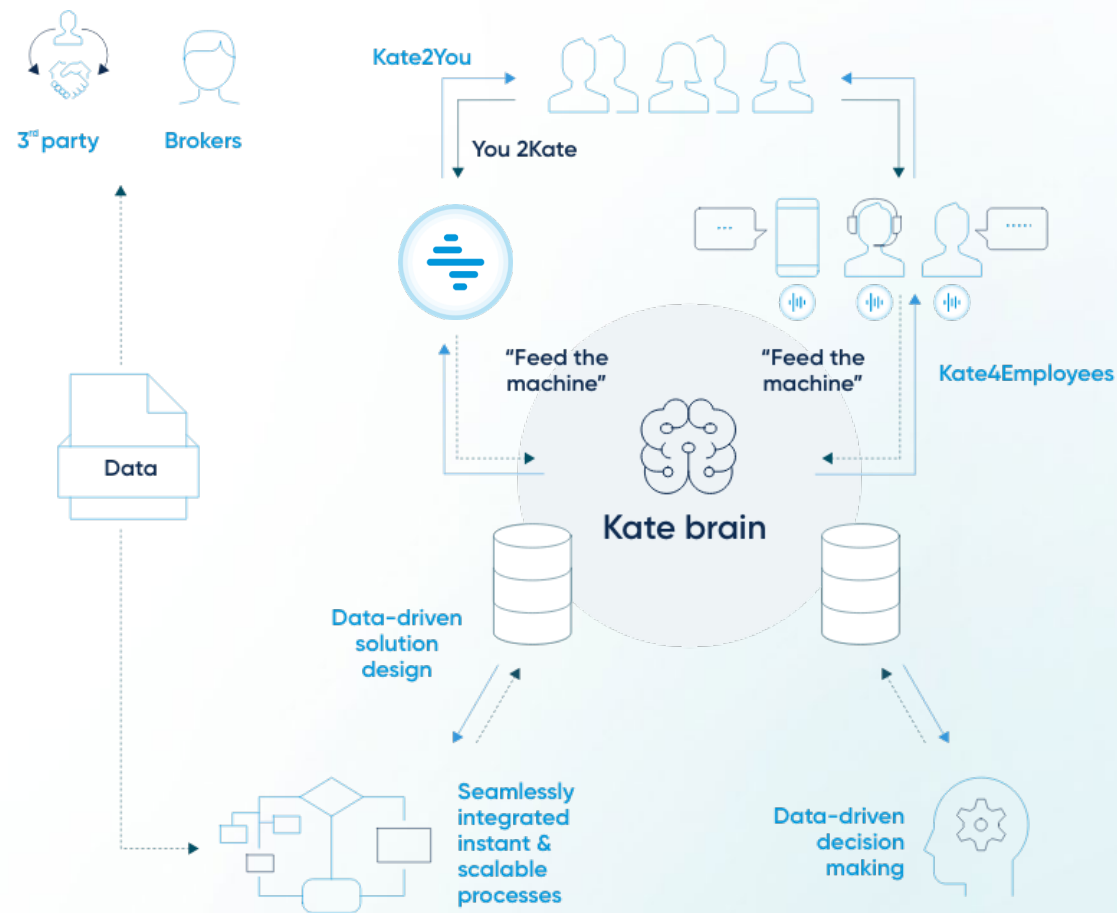 Kate2You
3rd party
Brokers
You 2Kate
...
.....
“Feed the
machine”
“Feed the
machine”
Kate4Employees
Data
Kate brain
Data-driven
solution
design
Seamlessly
integrated
instant &
scalable
processes
Data-driven
decision
making